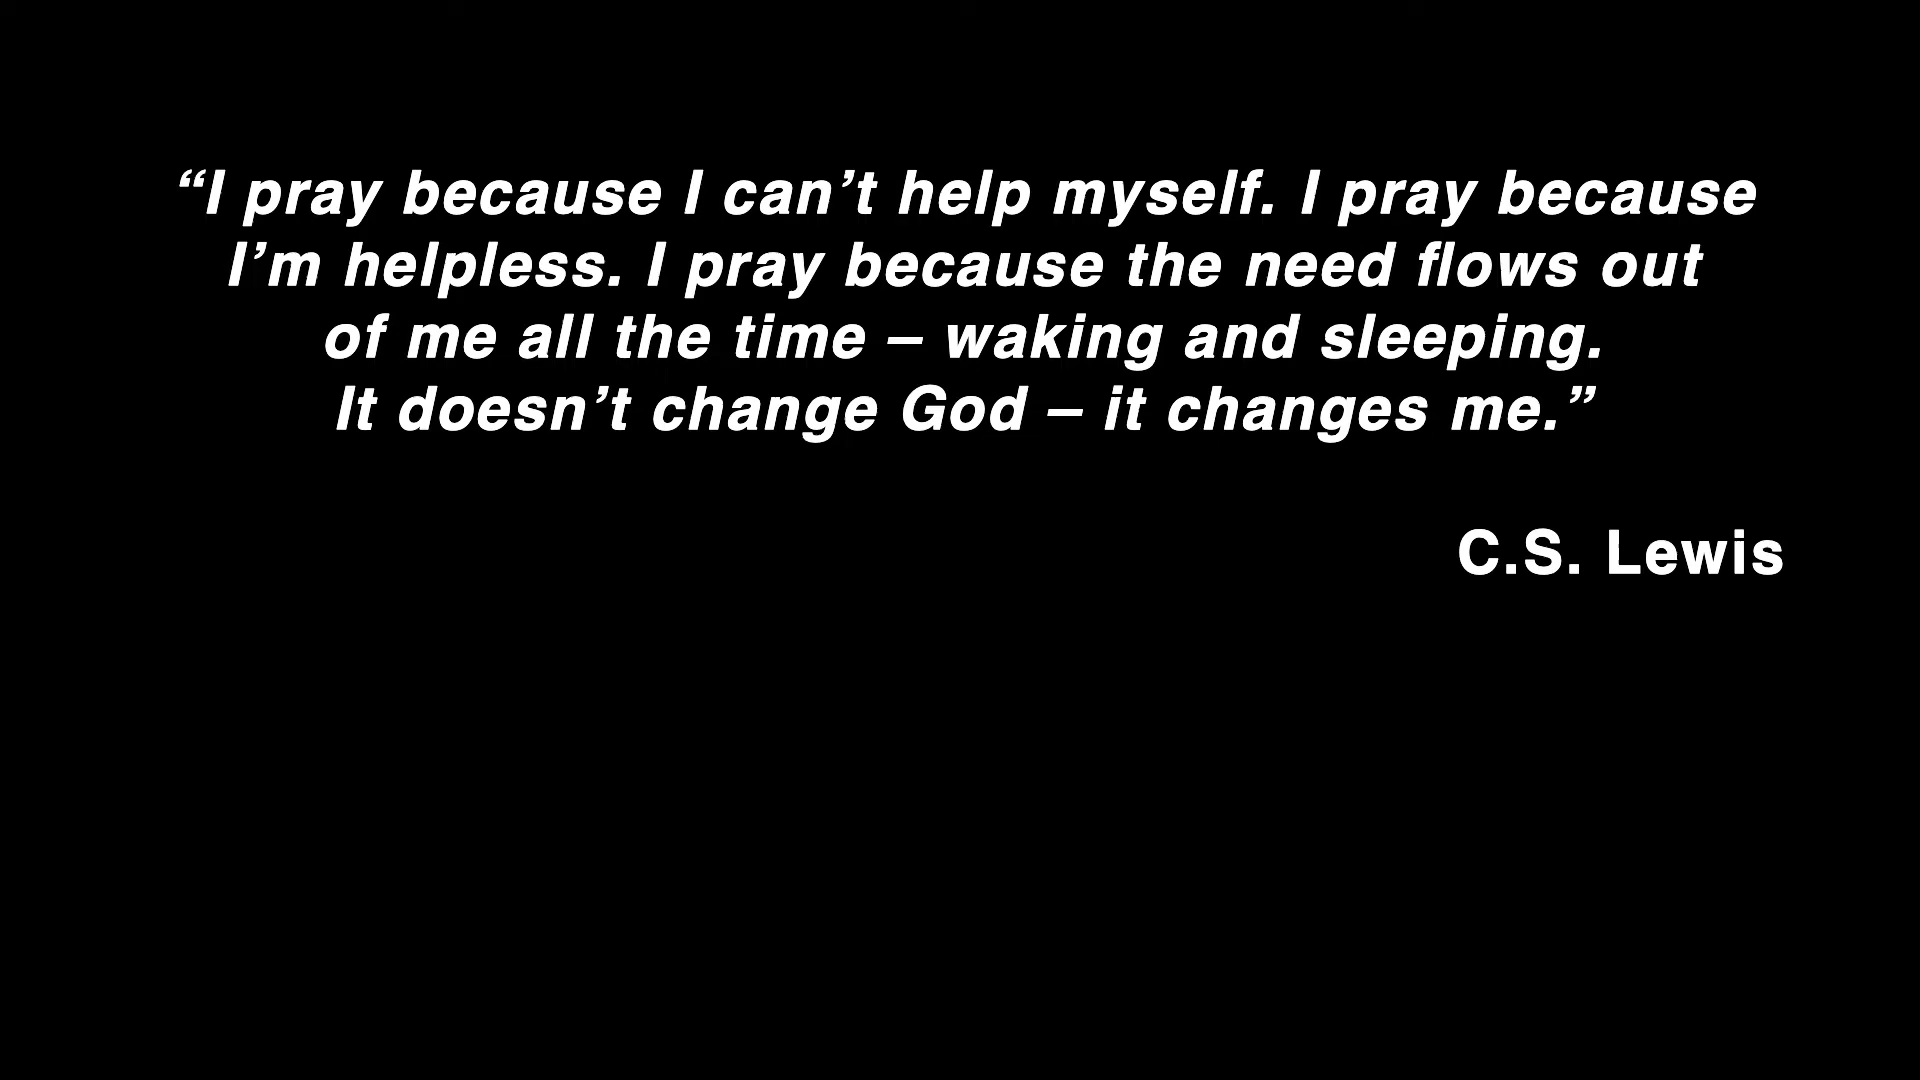 “I pray because I can’t help myself. I pray because
I’m helpless. I pray because the need flows out
of me all the time – waking and sleeping.
It doesn’t change God – it changes me.”
C.S. Lewis